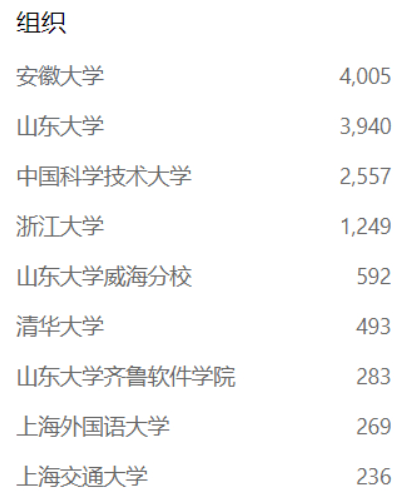 组织
安徽大学 4,005
山东大学 3,940
中国科学技术大学 2,557
浙江大学 1,249
山东大学威海分校 592
清华大学 493
山东大学齐鲁软件学院 283
上海外国语大学 269
上海交通大学 236